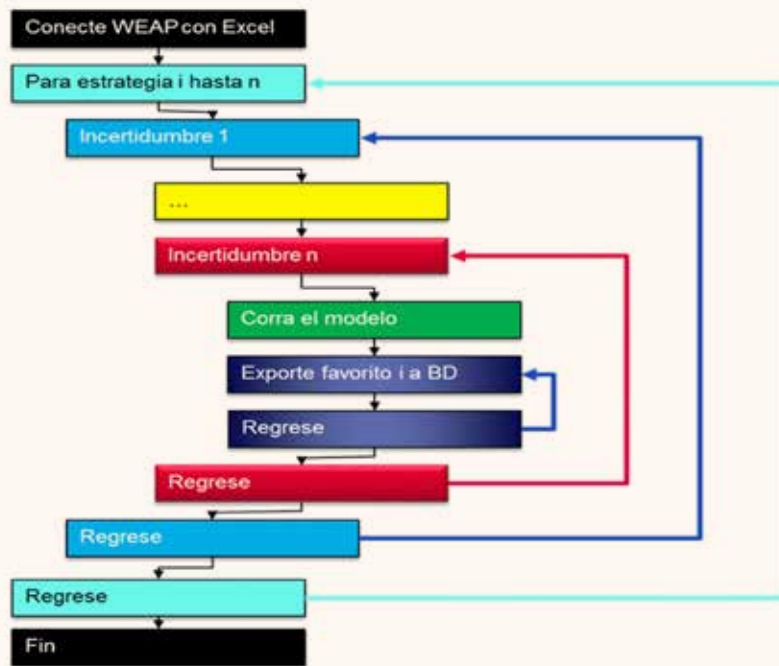 Conecte WEAP con Excel
Para estrategia i hasta n
Incertidumbre 1
...
Incertidumbre n
Corra el modelo
Exporte favorito i a BD
Regrese
Regrese
Regrese
Regrese
Fin